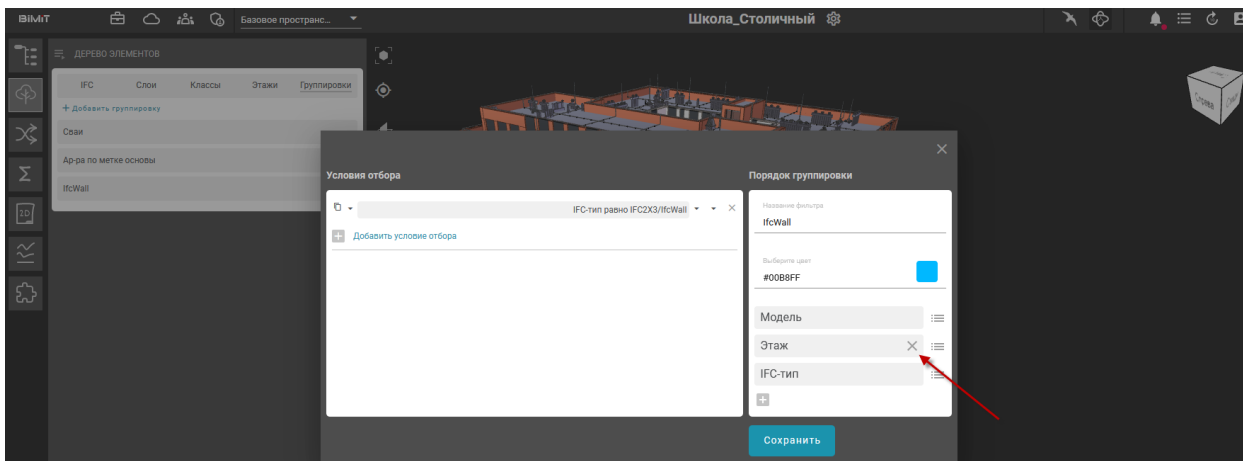 BIMIT
Базовое пространс...
Школа_Столичный
ДЕРЕВО ЭЛЕМЕНТОВ
IFC Слои Классы Этажи Группировки
+ Добавить группировку
Сваи
Ар-ра по метке основы
IfcWall
2D
Справа
Условия отбора
Порядок группировки
IFC-тип равно IFC2X3/IfcWall
Добавить условие отбора
Название фильтра
IfcWall
Выберите цвет
#00B8FF
Модель
Этаж
IFC-тип
Сохранить